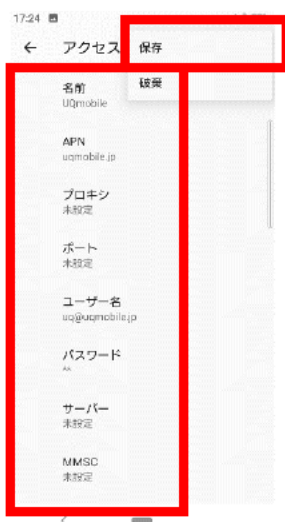 17:24
← アクセス
保存
破棄
名前
UQmobile
APN
uqmobile.jp
プロキシ
未設定
ポート
未設定
ユーザー名
uq@uqmobile.jp
パスワード
**
サーバー
未設定
MMSC
未設定